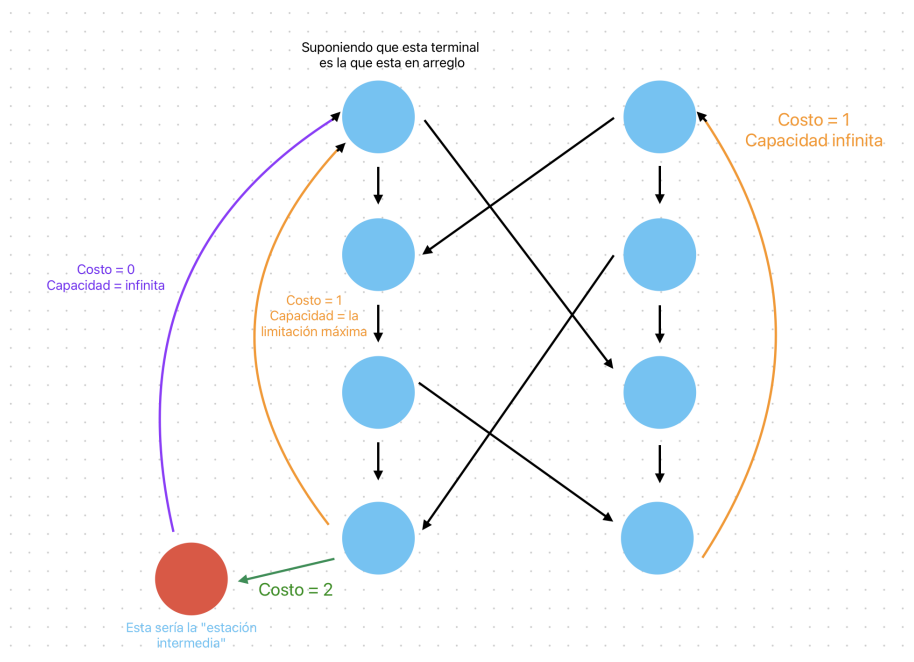 Suponiendo que esta terminal
es la que esta en arreglo
Costo = 1
Capacidad infinita
Costo = 0
Capacidad = infinita
Costo = 1
Capacidad = la
limitación máxima
Costo = 2
Esta sería la "estación
intermedia"